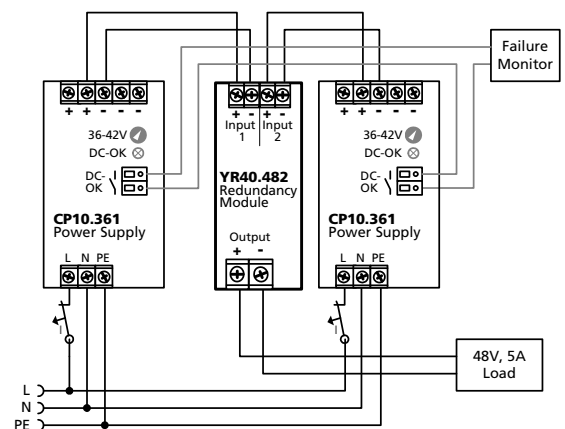 Failure
Monitor
+ + - - -
36-42V
DC-OK
DC-
OK
CP10.361
Power Supply
L N PE
+ - + -
Input
1
Input
2
YR40.482
Redundancy
Module
Output
+ -
+ + - - -
36-42V
DC-OK
DC-
OK
CP10.361
Power Supply
L N PE
I
I
48V, 5A
Load
L
N
PE